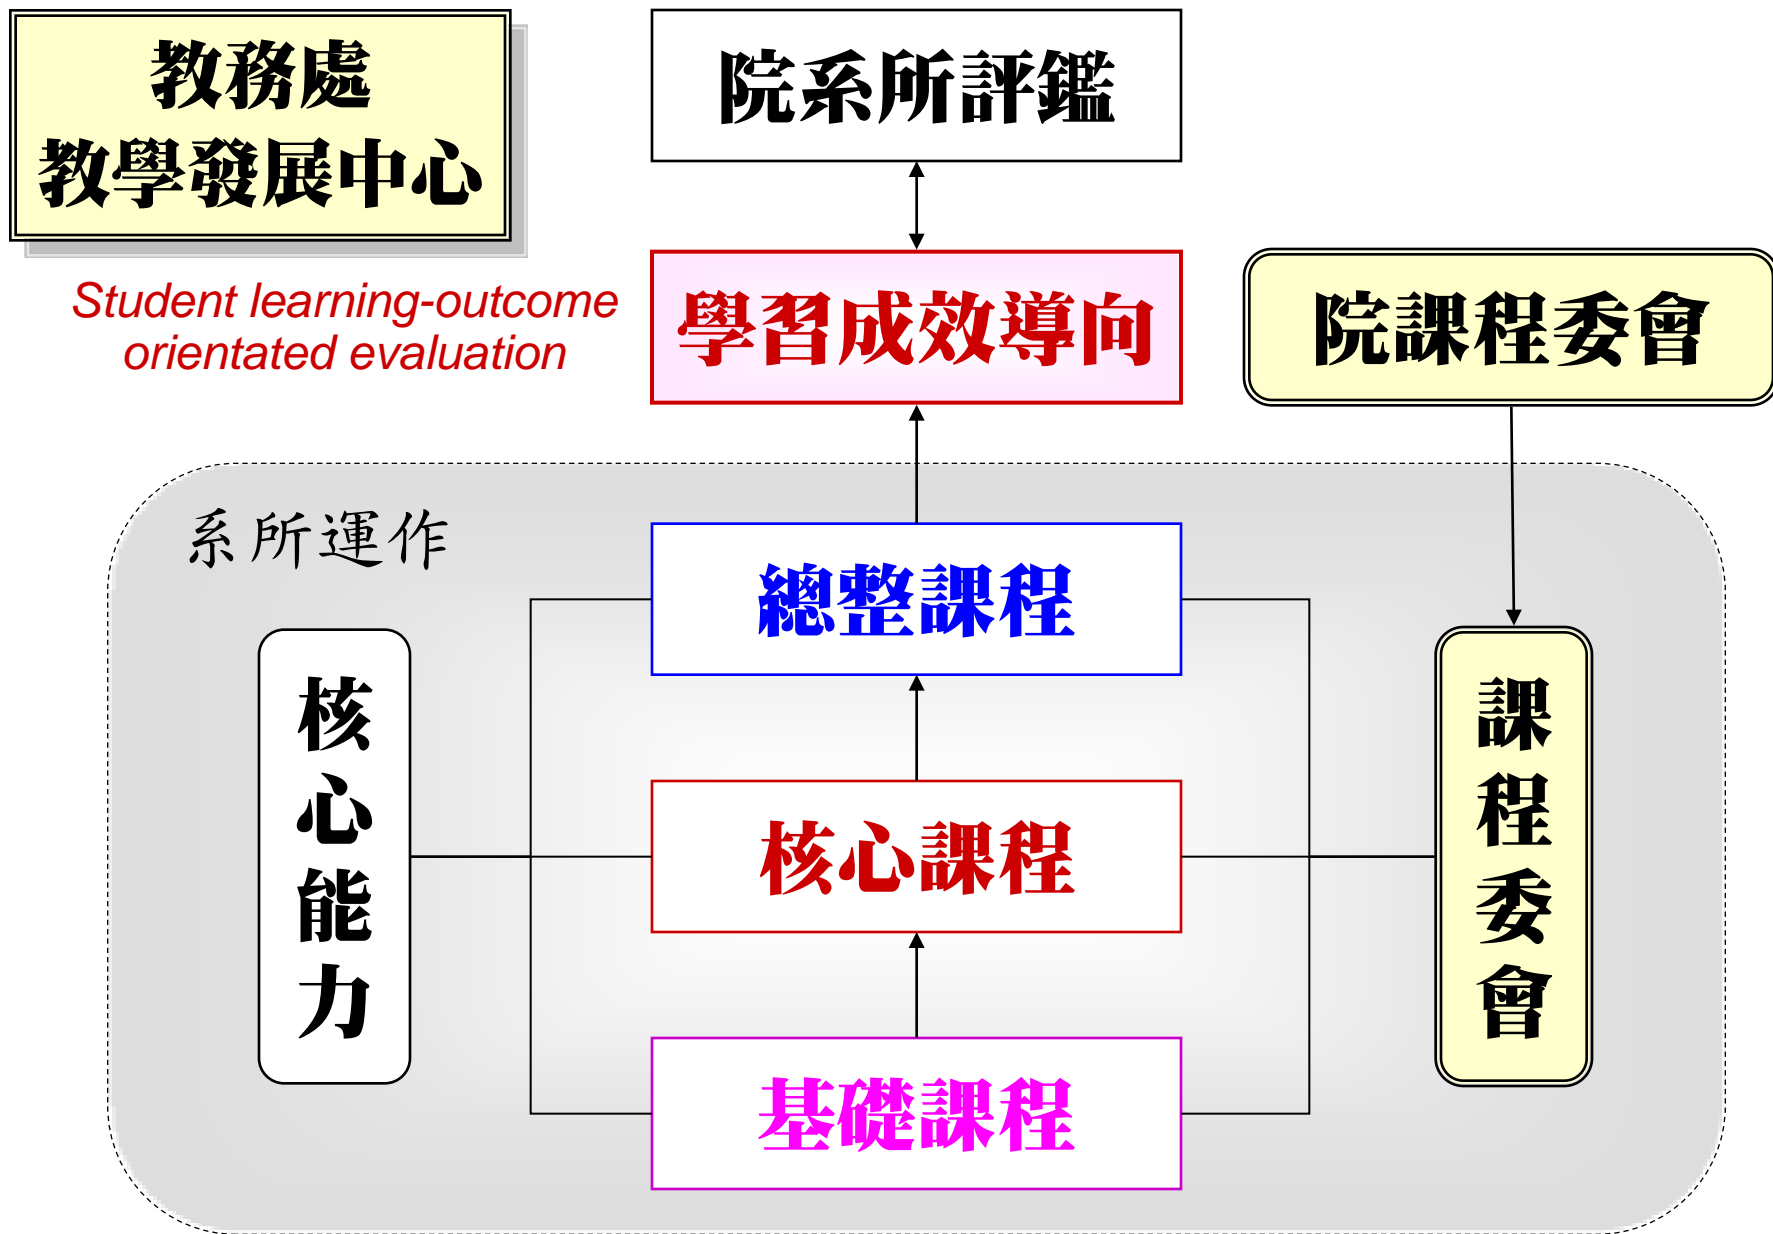 教務處
教學發展中心
院系所評鑑
Student learning-outcome
orientated evaluation
學習成效導向
院課程委會
系所運作
總整課程
核心能力
核心課程
課程委會
基礎課程